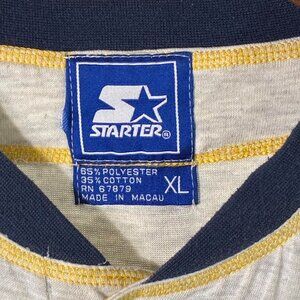 STARTER®
65% POLYESTER
35% COTTON
RN 67879
MADE IN MACAU
XL